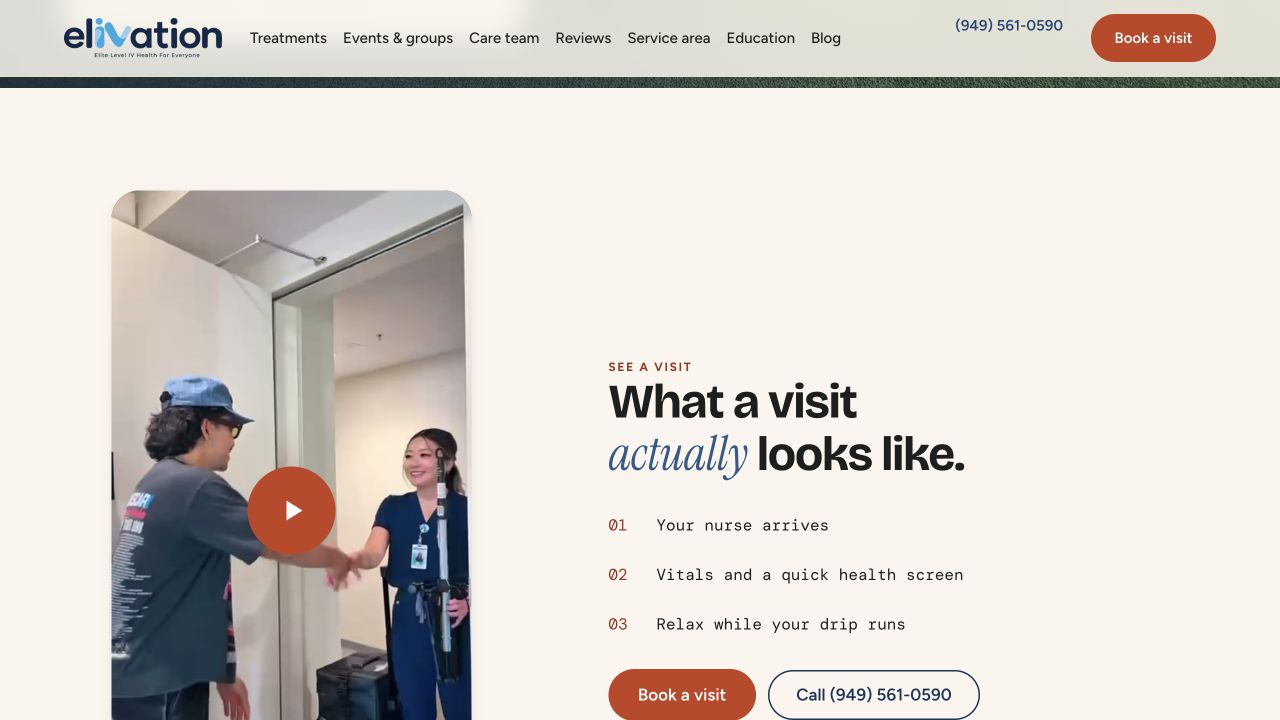 elivation
Elite Level IV Health For Everyone
Treatments
Events & groups
Care team
Reviews
Service area
Education
Blog
(949) 561-0590
Book a visit
SEE A VISIT
What a visit
actually looks like.
01 Your nurse arrives
02 Vitals and a quick health screen
03 Relax while your drip runs
Book a visit
Call (949) 561-0590